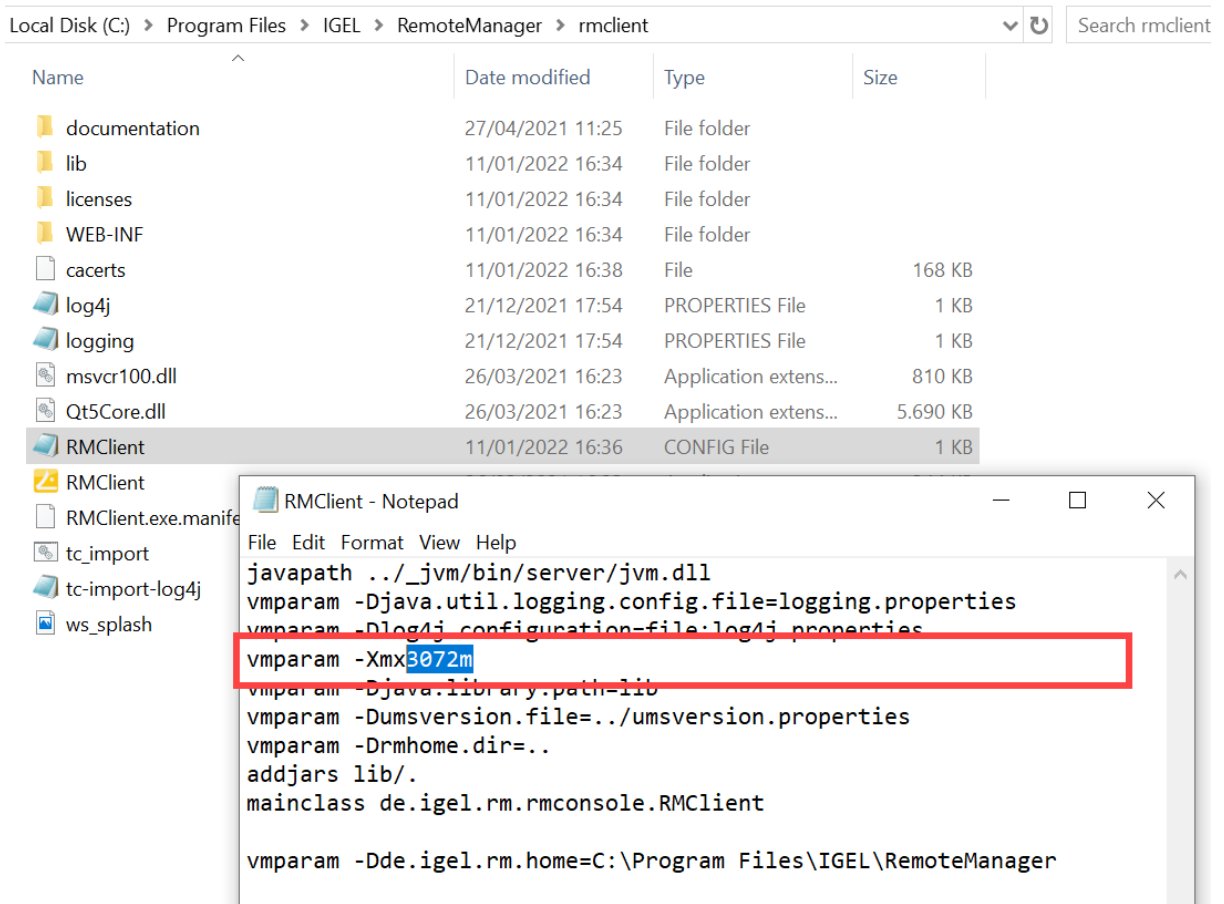 Local Disk (C:) > Program Files > IGEL > RemoteManager > rmclient Search rmclient
Name Date modified Type Size
documentation 27/04/2021 11:25 File folder
lib 11/01/2022 16:34 File folder
licenses 11/01/2022 16:34 File folder
WEB-INF 11/01/2022 16:34 File folder
cacerts 11/01/2022 16:38 File 168 KB
log4j 21/12/2021 17:54 PROPERTIES File 1 KB
logging 21/12/2021 17:54 PROPERTIES File 1 KB
msvcr100.dll 26/03/2021 16:23 Application extens... 810 KB
Qt5Core.dll 26/03/2021 16:23 Application extens... 5.690 KB
RMClient 11/01/2022 16:36 CONFIG File 1 KB
RMClient
RMClient.exe.manife
tc_import
tc-import-log4j
ws_splash
RMClient - Notepad
File Edit Format View Help
javapath ../_jvm/bin/server/jvm.dll
vmparam -Djava.util.logging.config.file=logging.properties
vmparam -Dlog4j.configuration=file:log4j.properties
vmparam -Xmx3072m
vmparam -Djava.library.path=lib
vmparam -Dumsversion.file=../umsversion.properties
vmparam -Drmhome.dir=..
addjars lib/.
mainclass de.igel.rm.rmconsole.RMClient
vmparam -Dde.igel.rm.home=C:\Program Files\IGEL\RemoteManager